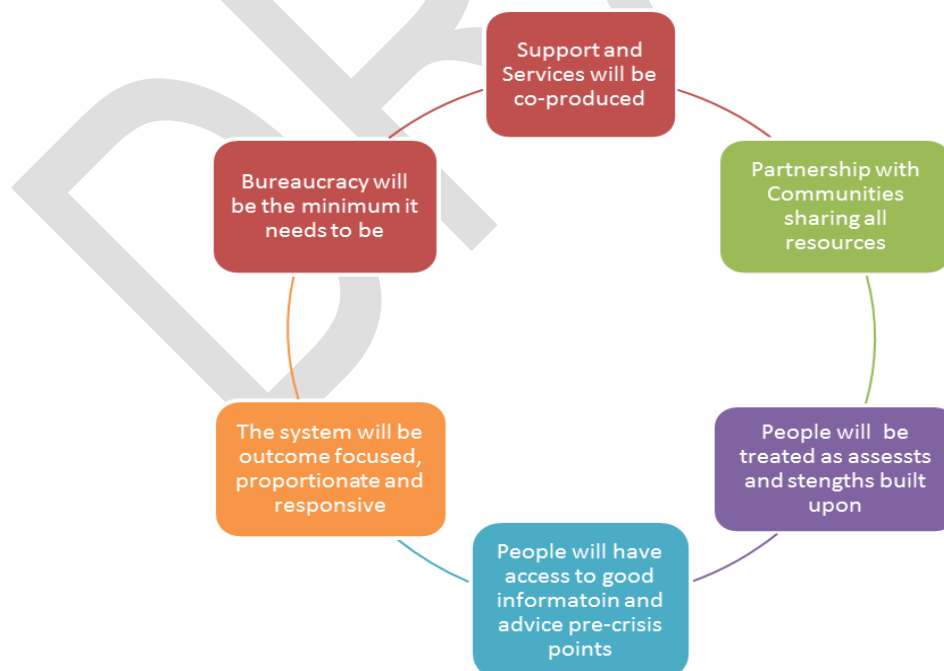 Support and
Services will be
co-produced
Partnership with
Communities
sharing all
resources
People will be
treated as assessts
and stengths built
upon
People will have
access to good
informatoin and
advice pre-crisis
points
The system will be
outcome focused,
proportionate and
responsive
Bureaucracy will
be the minimum it
needs to be